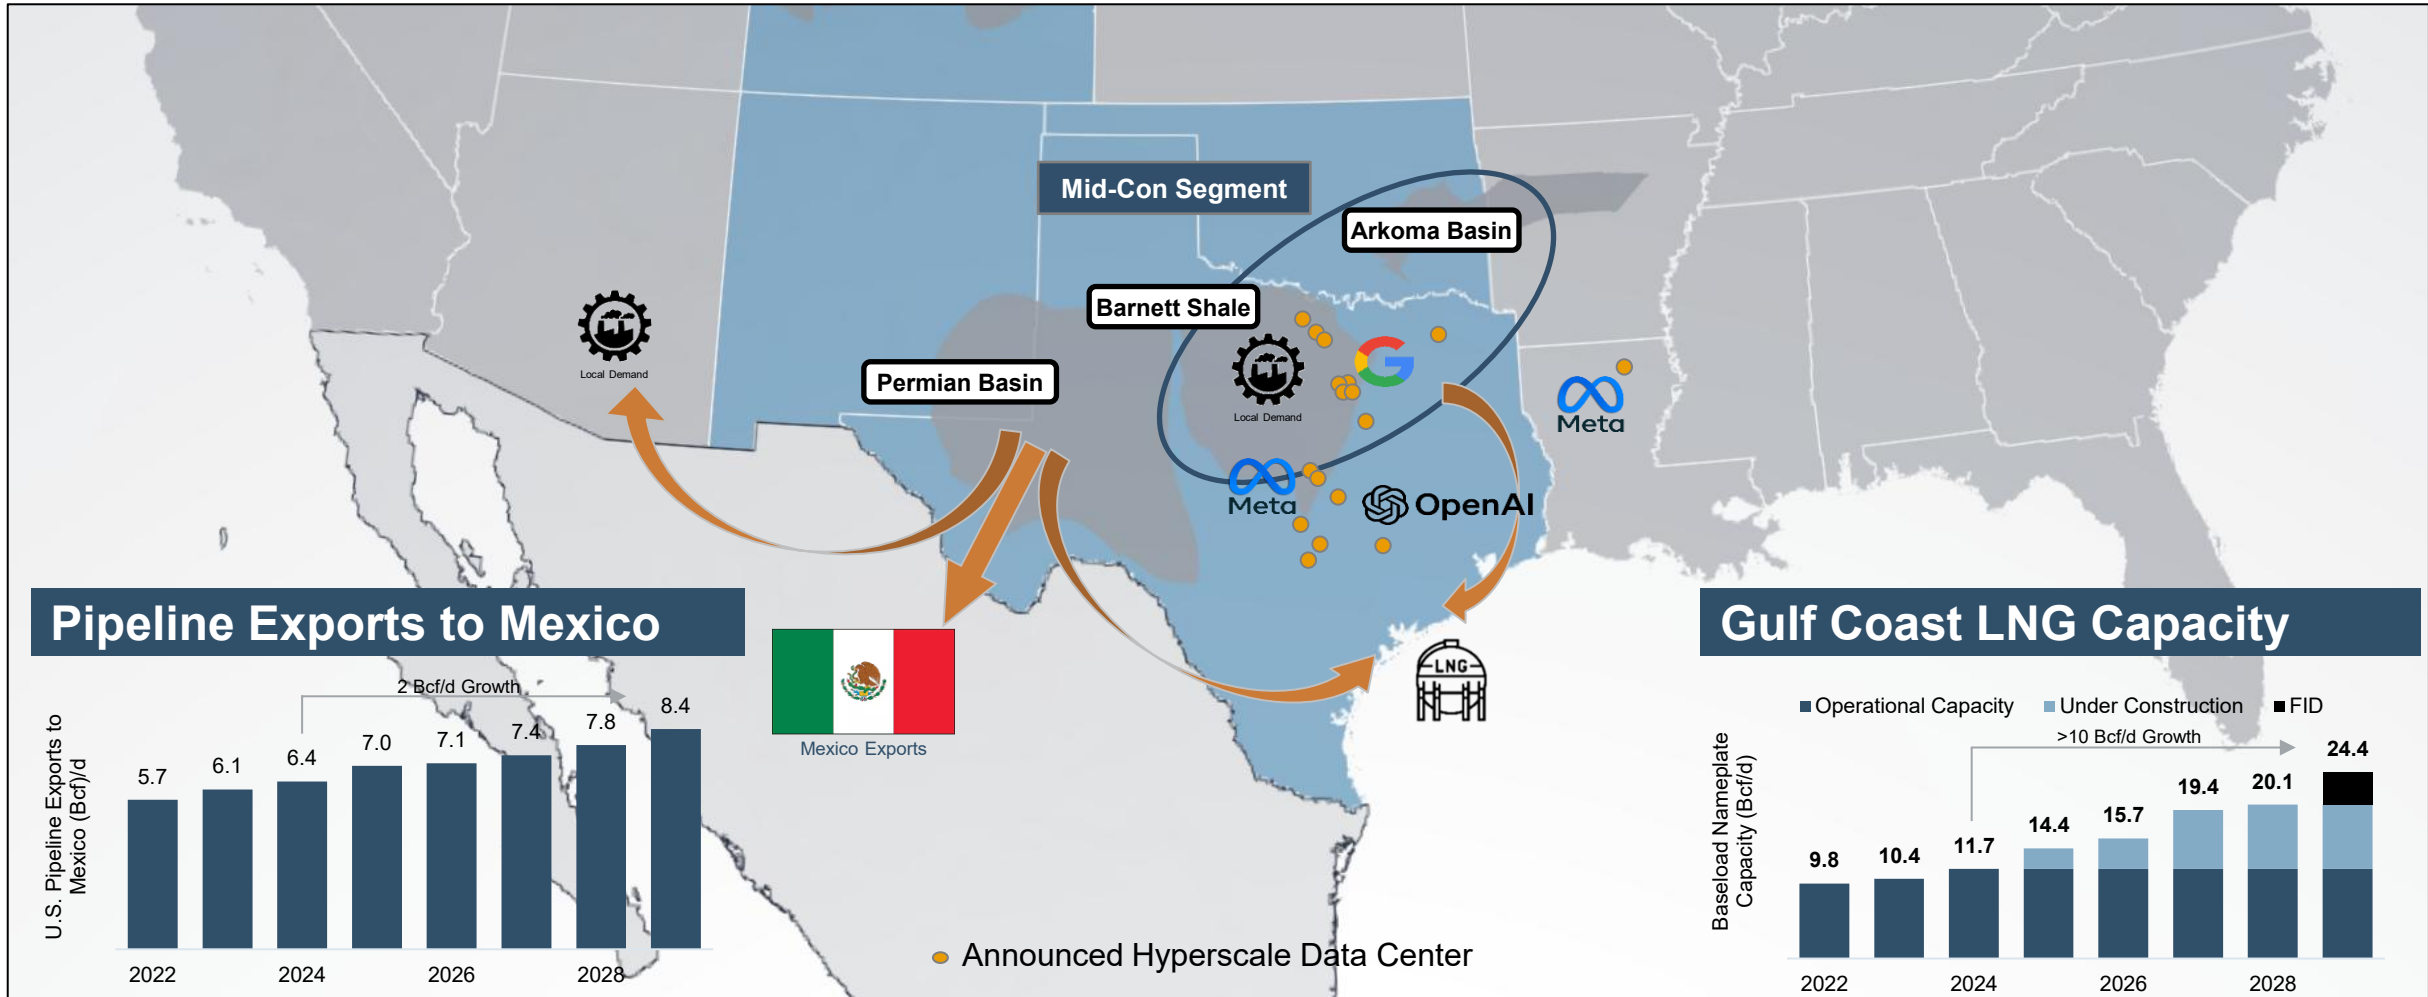 Mid-Con Segment
Arkoma Basin
Barnett Shale
Permian Basin
Local Demand
Local Demand
Meta
Meta
OpenAI
LNG
Mexico Exports
Announced Hyperscale Data Center
Pipeline Exports to Mexico
2 Bcf/d Growth
U.S. Pipeline Exports to
Mexico (Bcf)/d
5.7
6.1
6.4
7.0
7.1
7.4
7.8
8.4
2022
2024
2026
2028
Gulf Coast LNG Capacity
Operational Capacity
Under Construction
FID
>10 Bcf/d Growth
Baseload Nameplate
Capacity (Bcf/d)
9.8
10.4
11.7
14.4
15.7
19.4
20.1
24.4
2022
2024
2026
2028